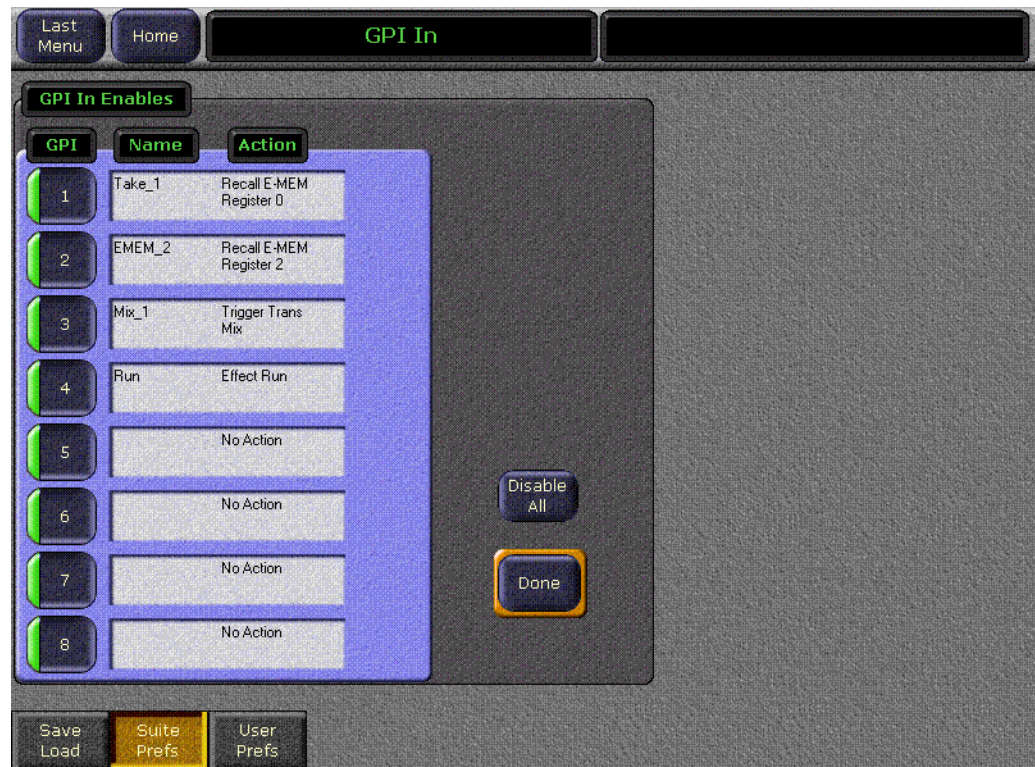 Last
Menu
Home
GPI In
GPI In Enables
GPI
Name
Action
1
Take_1
Recall E-MEM
Register 0
2
EMEM_2
Recall E-MEM
Register 2
3
Mix_1
Trigger Trans
Mix
4
Run
Effect Run
5
No Action
6
No Action
7
No Action
8
No Action
Disable
All
Done
Save
Load
Suite
Prefs
User
Prefs